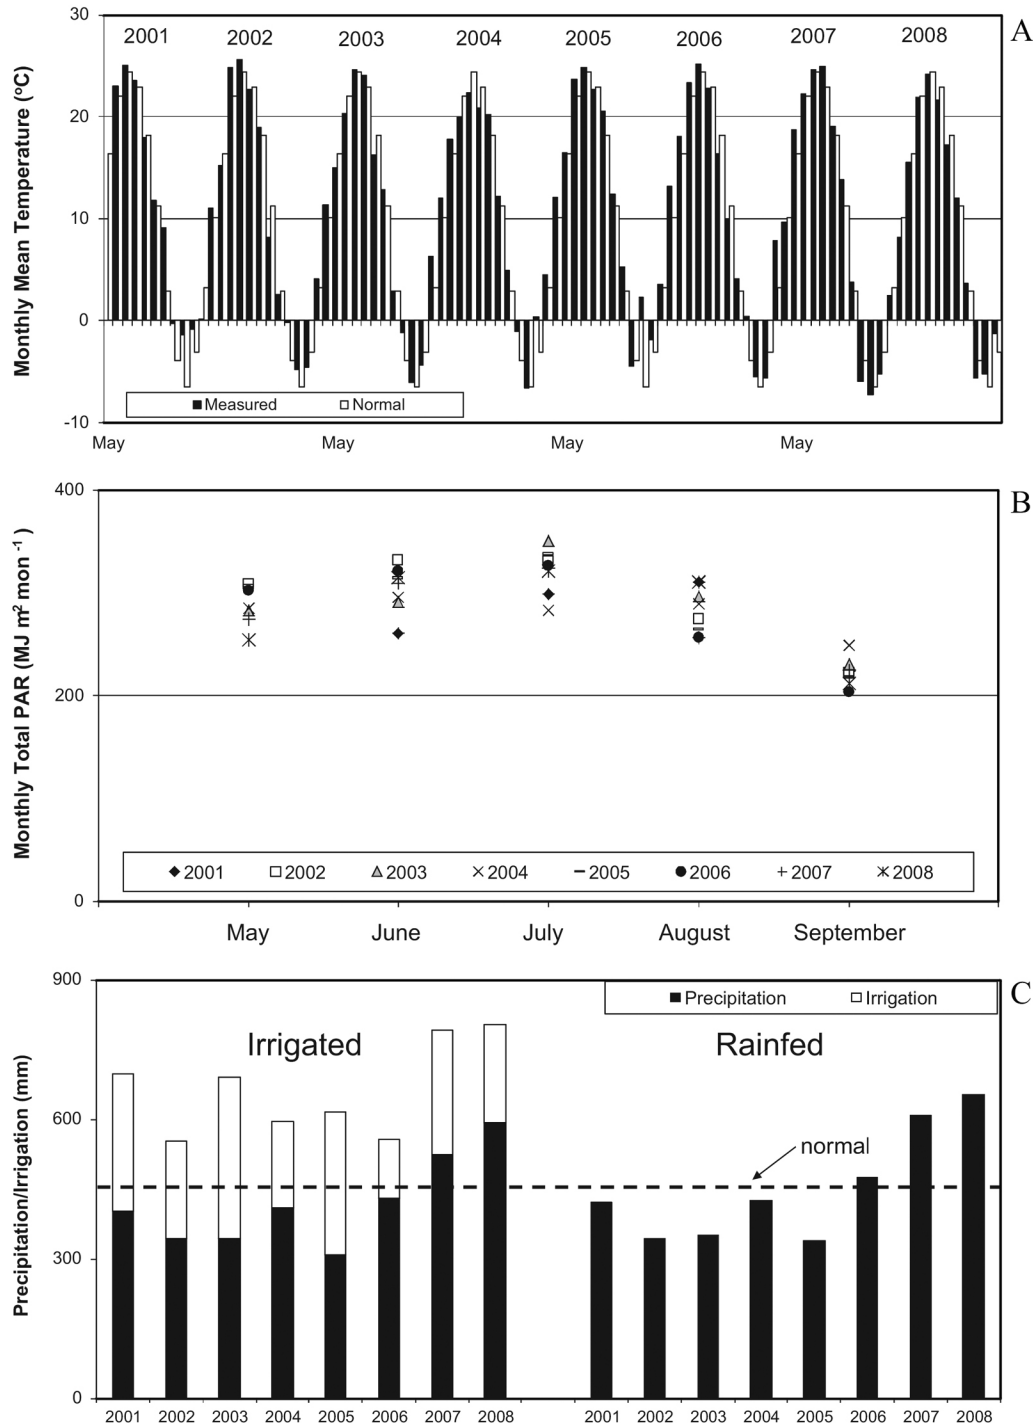 A
Monthly Mean Temperature (°C)
30
20
10
0
-10
2001 2002 2003 2004 2005 2006 2007 2008
Measured Normal
May May May May
B
Monthly Total PAR (MJ m² mon⁻¹)
400
200
0
2001 2002 2003 2004 2005 2006 2007 2008
May June July August September
C
Precipitation/Irrigation (mm)
900
600
300
0
Precipitation Irrigation
Irrigated Rainfed
normal
2001 2002 2003 2004 2005 2006 2007 2008 2001 2002 2003 2004 2005 2006 2007 2008